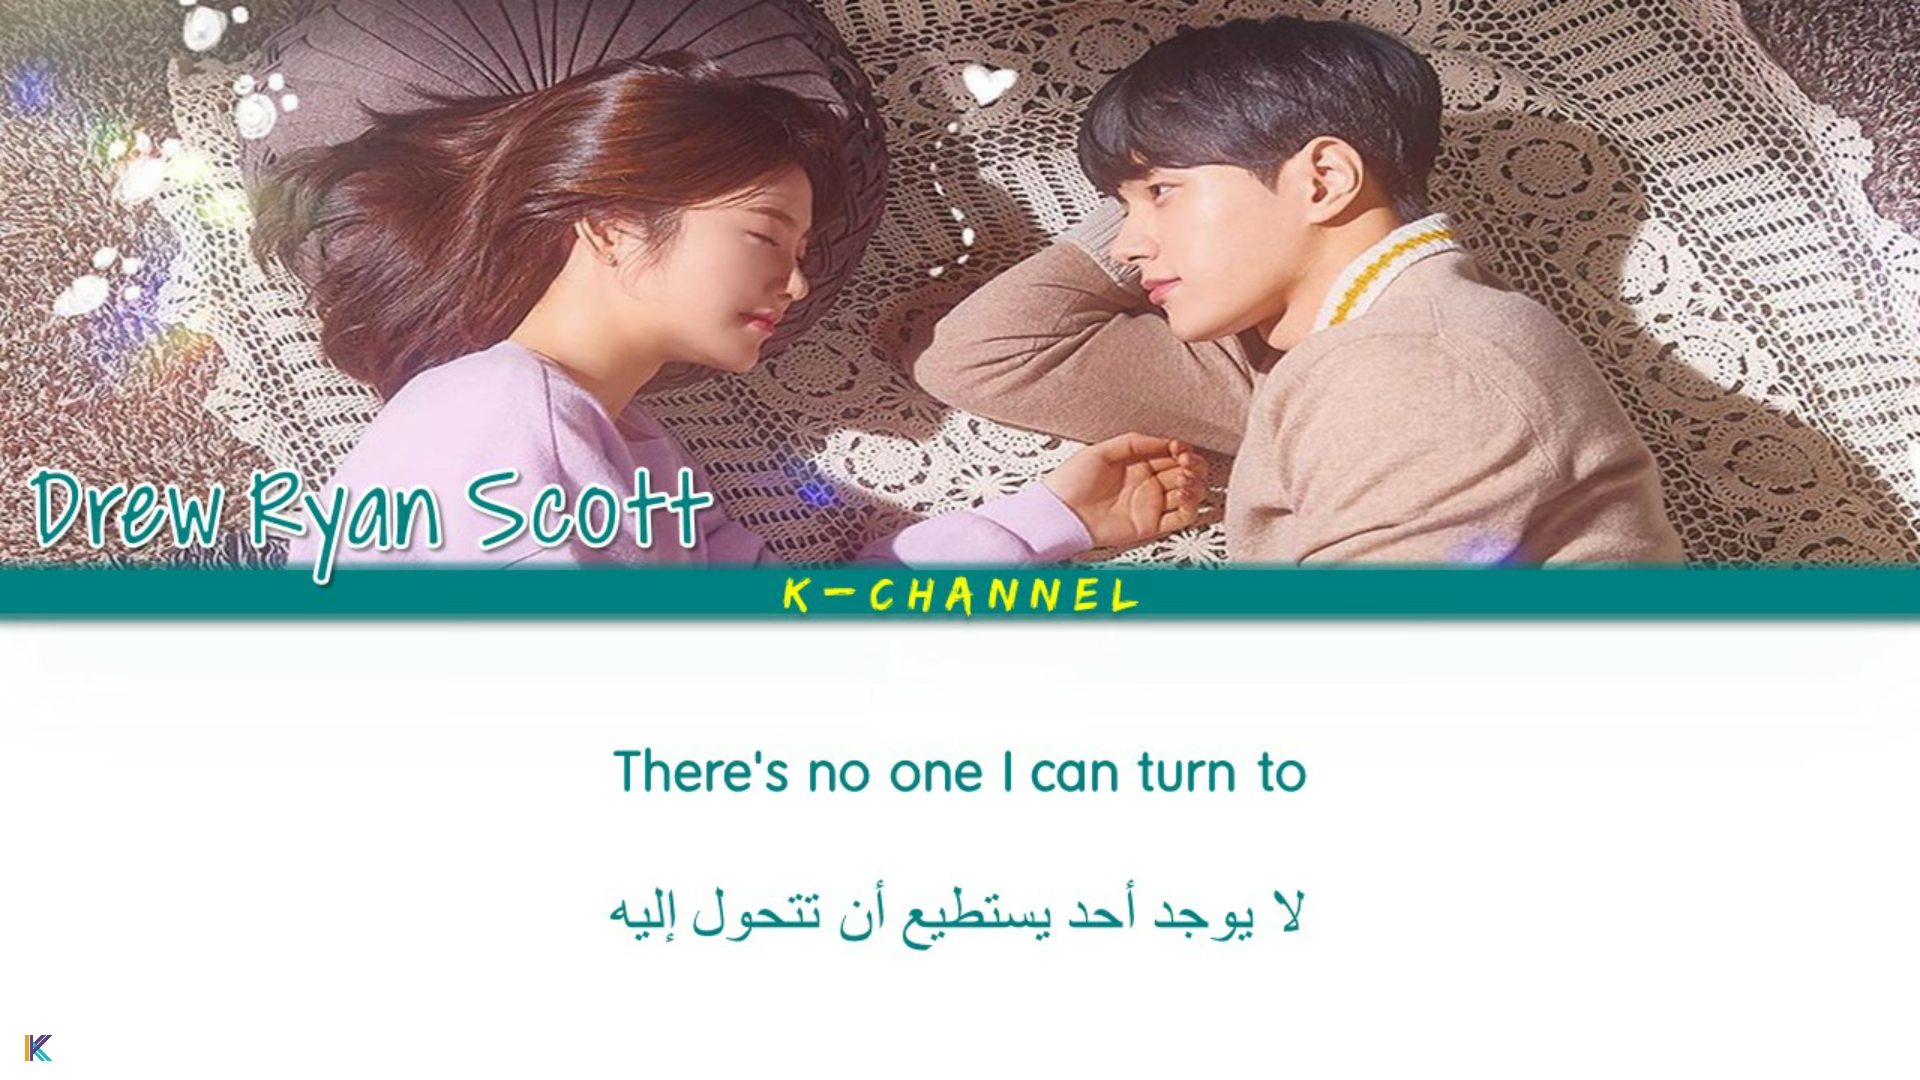 Drew Ryan Scott
K-CHANNEL
There's no one I can turn to
لا يوجد أحد يستطيع أن تتحول إليه
K